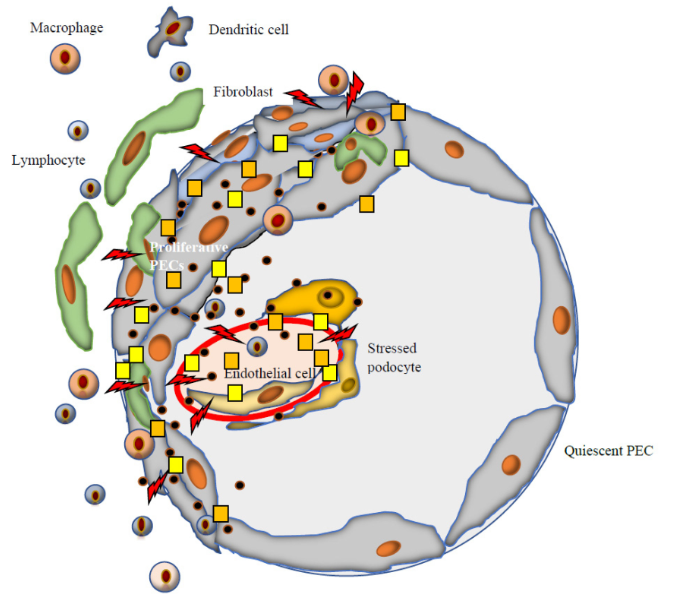 Macrophage
Dendritic cell
Fibroblast
Lymphocyte
Proliferative
PECs
Stressed
podocyte
Endothelial cell
Quiescent PEC